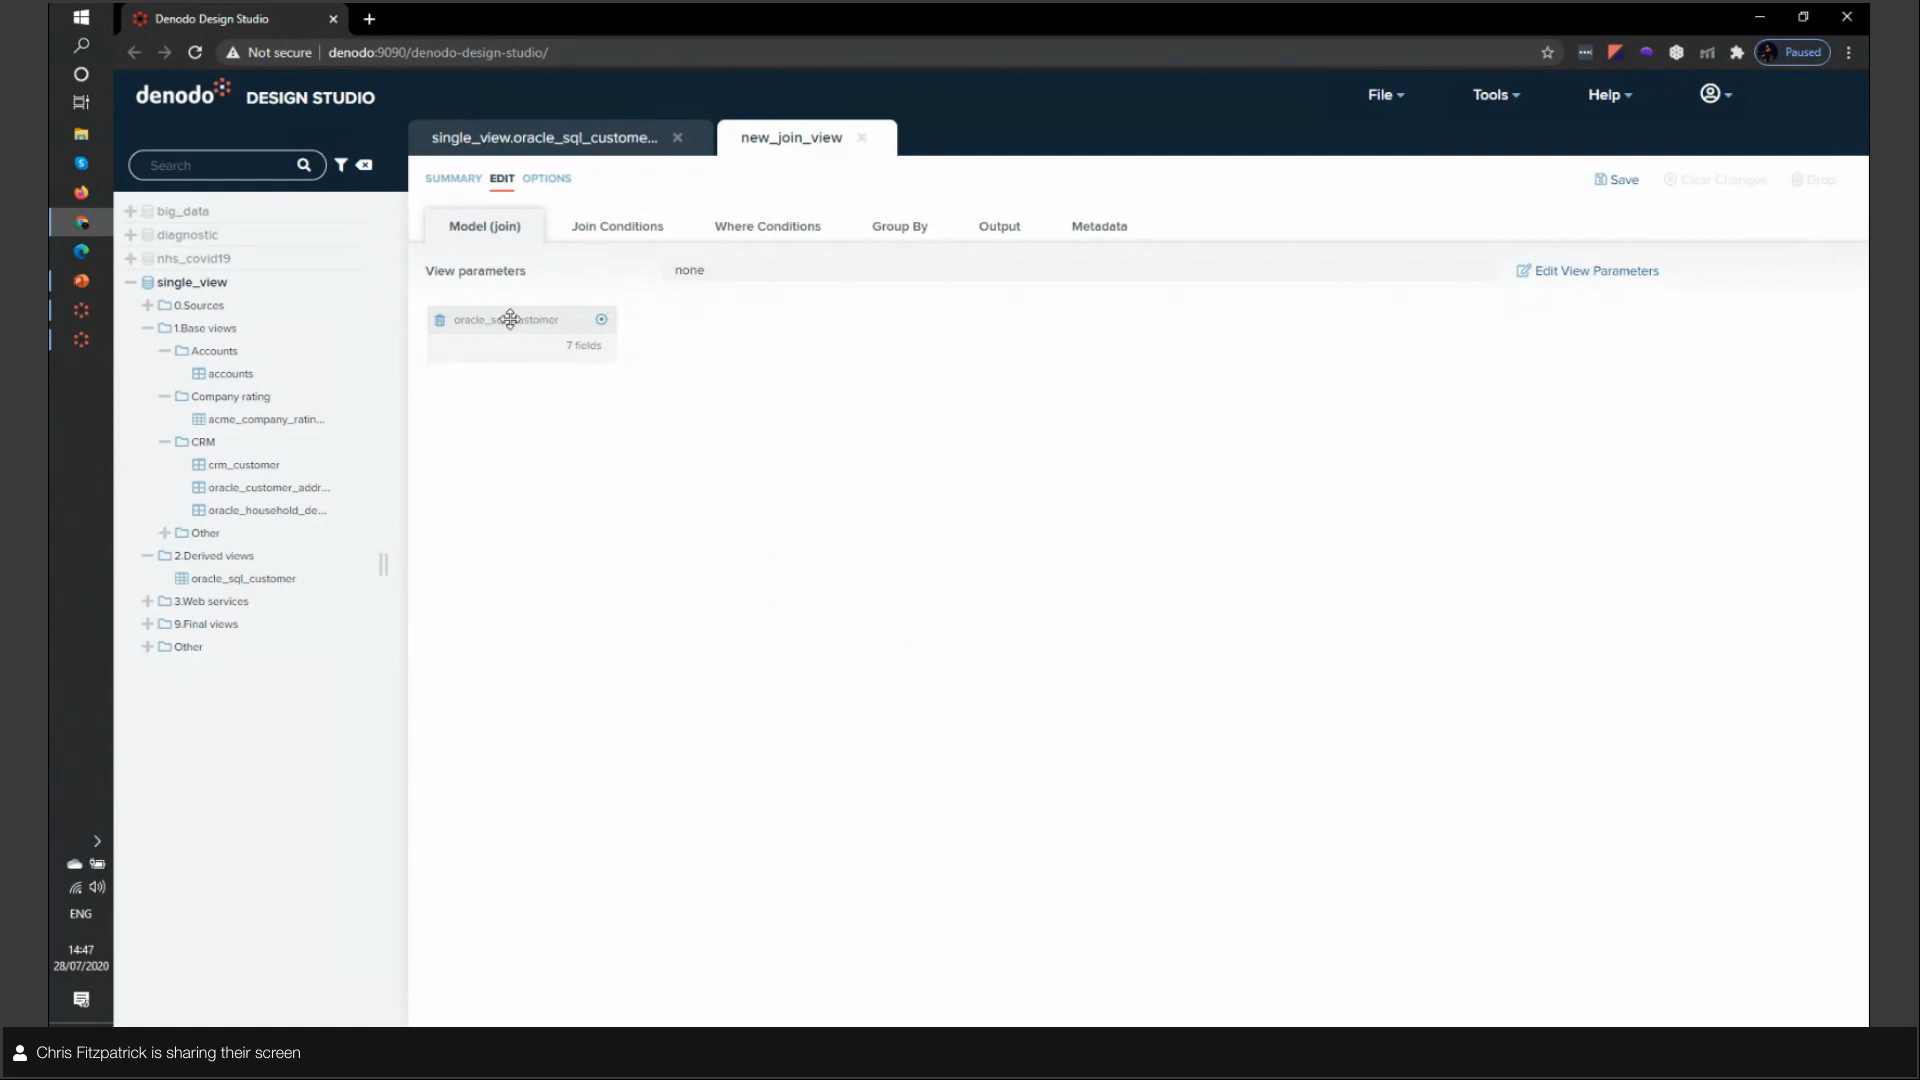 Denodo Design Studio
Not secure
denodo:9090/denodo-design-studio/
Paused
denodo DESIGN STUDIO
File
Tools
Help
single_view.oracle_sql_custome...
new_join_view
Search
SUMMARY
EDIT
OPTIONS
Save
Clear Changes
Drop
big_data
diagnostic
nhs_covid19
single_view
0.Sources
1.Base views
Accounts
accounts
Company rating
acme_company_ratin...
CRM
crm_customer
oracle_customer_addr...
oracle_household_de...
Other
2.Derived views
oracle_sql_customer
3.Web services
9.Final views
Other
Model (join)
Join Conditions
Where Conditions
Group By
Output
Metadata
View parameters
none
Edit View Parameters
7 fields
ENG
14:47
28/07/2020
Chris Fitzpatrick is sharing their screen